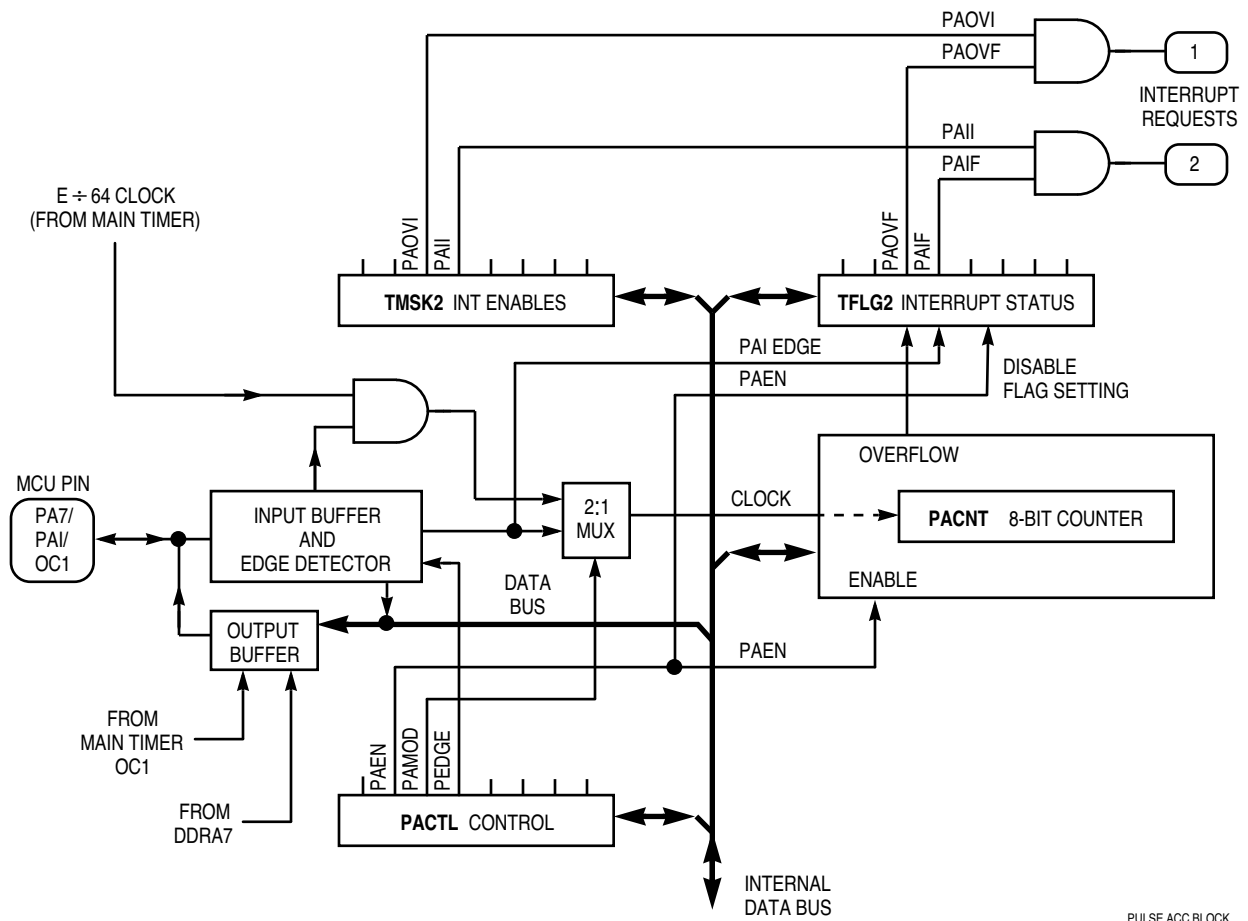 PAOVI
PAOVF
1
INTERRUPT
REQUESTS
PAII
PAIF
2
E ÷ 64 CLOCK
(FROM MAIN TIMER)
PAOVI
PAII
PAOVF
PAIF
TMSK2 INT ENABLES
TFLG2 INTERRUPT STATUS
PAI EDGE
PAEN
DISABLE
FLAG SETTING
OVERFLOW
MCU PIN
PA7/
PAI/
OC1
INPUT BUFFER
AND
EDGE DETECTOR
2:1
MUX
CLOCK
PACNT 8-BIT COUNTER
ENABLE
DATA
BUS
OUTPUT
BUFFER
PAEN
FROM
MAIN TIMER
OC1
PAEN
PAMOD
PEDGE
FROM
DDRA7
PACTL CONTROL
INTERNAL
DATA BUS
PULSE ACC BLOCK